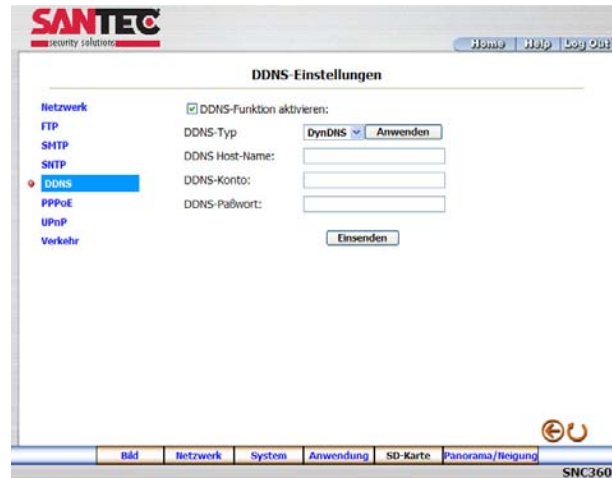 SANTEC
security solutions
Home | Help | Log Out
DDNS-Einstellungen
Netzwerk
FTP
SMTP
SNTP
DDNS
PPPoE
UPnP
Verkehr
DDNS-Funktion aktivieren:
DDNS-Typ DynDNS Anwenden
DDNS Host-Name:
DDNS-Konto:
DDNS-Paßwort:
Einsenden
Bild Netzwerk System Anwendung SD-Karte Panorama/Neigung
SNC360